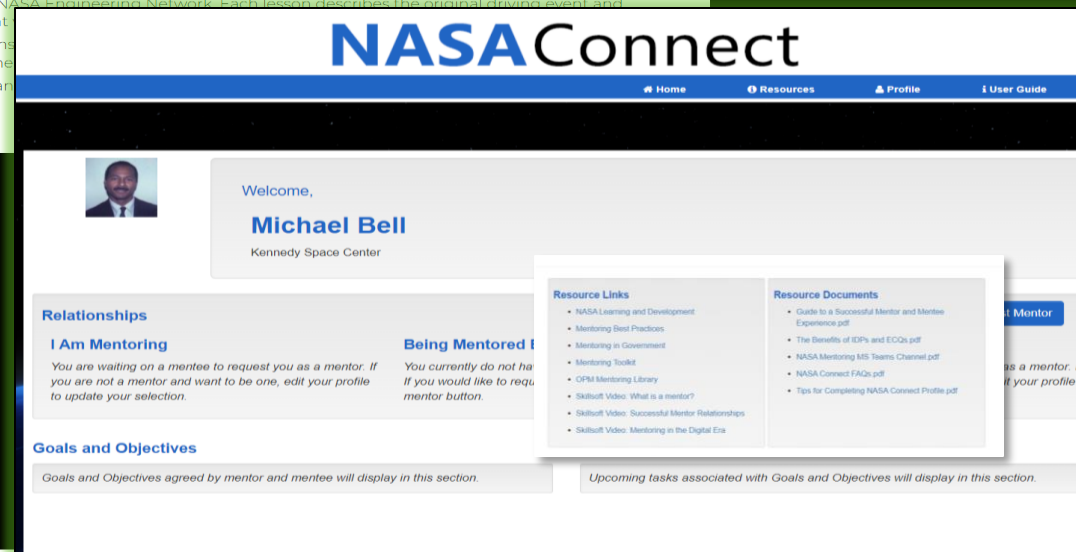 NASA Engineering Network. Each lesson describes the original driving event and
NASAConnect
Home Resources Profile User Guide
Welcome,
Michael Bell
Kennedy Space Center
Relationships
I Am Mentoring
You are waiting on a mentee to request you as a mentor. If
you are not a mentor and want to be one, edit your profile
to update your selection.
Being Mentored
You currently do not
If you would like to
mentor button.
Resource Links
• NASA Learning and Development
• Mentoring Best Practices
• Mentoring in Government
• Mentoring Toolkit
• OPM Mentoring Library
• Skillsoft Video: What is a mentor?
• Skillsoft Video: Successful Mentor Relationships
• Skillsoft Video: Mentoring in the Digital Era
Resource Documents
• Guide to a Successful Mentor and Mentee
Experience.pdf
• The Benefits of IDPs and ECQs.pdf
• NASA Mentoring MS Teams Channel.pdf
• NASA Connect FAQs.pdf
• Tips for Completing NASA Connect Profile.pdf
Mentor
as a mentor.
your profile
Goals and Objectives
Goals and Objectives agreed by mentor and mentee will display in this section.
Upcoming tasks associated with Goals and Objectives will display in this section.